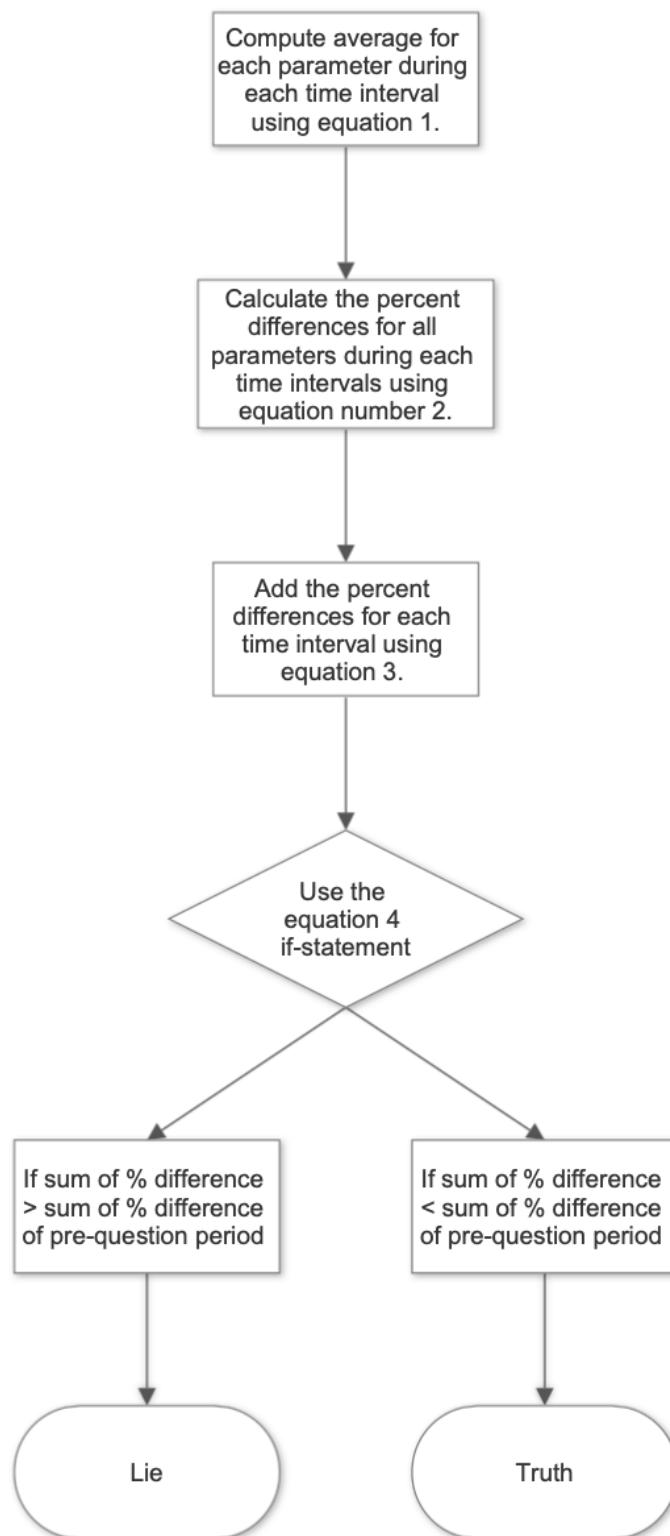 Compute average for
each parameter during
each time interval
using equation 1.
Calculate the percent
differences for all
parameters during each
time intervals using
equation number 2.
Add the percent
differences for each
time interval using
equation 3.
Use the
equation 4
if-statement
If sum of % difference
> sum of % difference
of pre-question period
If sum of % difference
< sum of % difference
of pre-question period
Lie
Truth